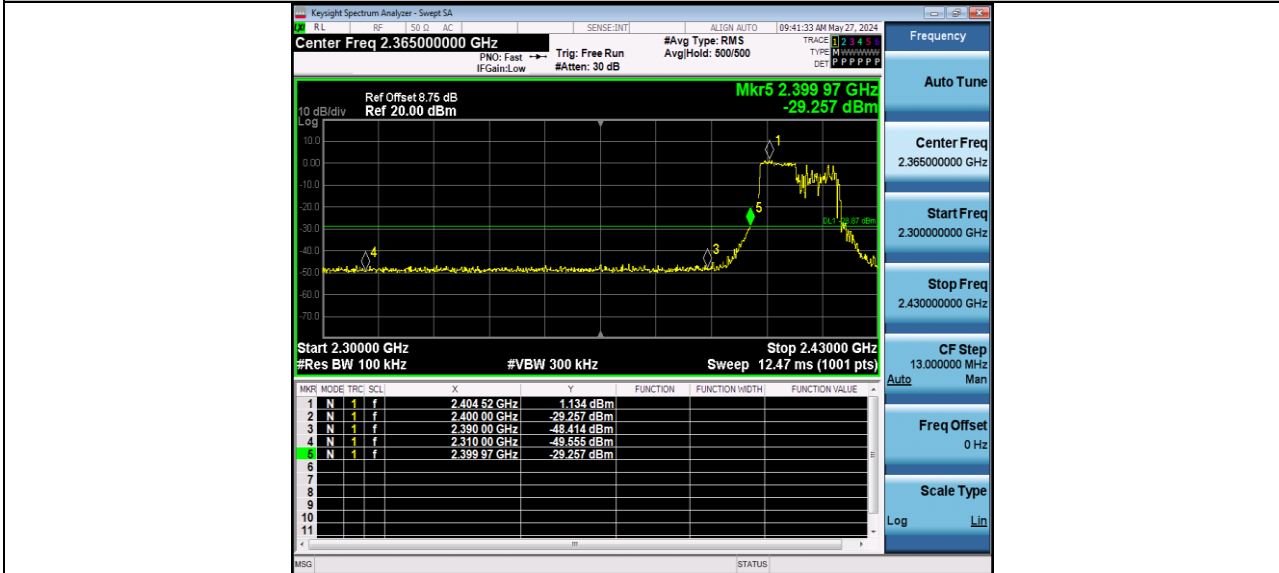 Keysight Spectrum Analyzer - Swept SA
RL RF 50 Ω AC SENSE:INT ALIGN AUTO 09:41:33 AM May 27, 2024
Center Freq 2.365000000 GHz
PNO: Fast
IFGain:Low
Trig: Free Run
#Atten: 30 dB
#Avg Type: RMS
Avg|Hold: 500/500
TRACE 1 2 3 4 5 6
TYPE M WWWWW
DET P P P P P P
Mkr5 2.399 97 GHz
-29.257 dBm
Ref Offset 8.75 dB
10 dB/div Ref 20.00 dBm
Log
10.0
0.00
-10.0
-20.0
-30.0
-40.0
-50.0
-60.0
-70.0
1
5
3
4
DL1 -28.87 dBm
Start 2.30000 GHz Stop 2.43000 GHz
#Res BW 100 kHz #VBW 300 kHz Sweep 12.47 ms (1001 pts)
MKR MODE TRC SCL X Y FUNCTION FUNCTION WIDTH FUNCTION VALUE
1 N 1 f 2.404 52 GHz 1.134 dBm
2 N 1 f 2.400 00 GHz -29.257 dBm
3 N 1 f 2.390 00 GHz -48.414 dBm
4 N 1 f 2.310 00 GHz -49.555 dBm
5 N 1 f 2.399 97 GHz -29.257 dBm
6
7
8
9
10
11
MSG STATUS
Frequency
Auto Tune
Center Freq
2.365000000 GHz
Start Freq
2.300000000 GHz
Stop Freq
2.430000000 GHz
CF Step
13.000000 MHz
Auto Man
Freq Offset
0 Hz
Scale Type
Log Lin